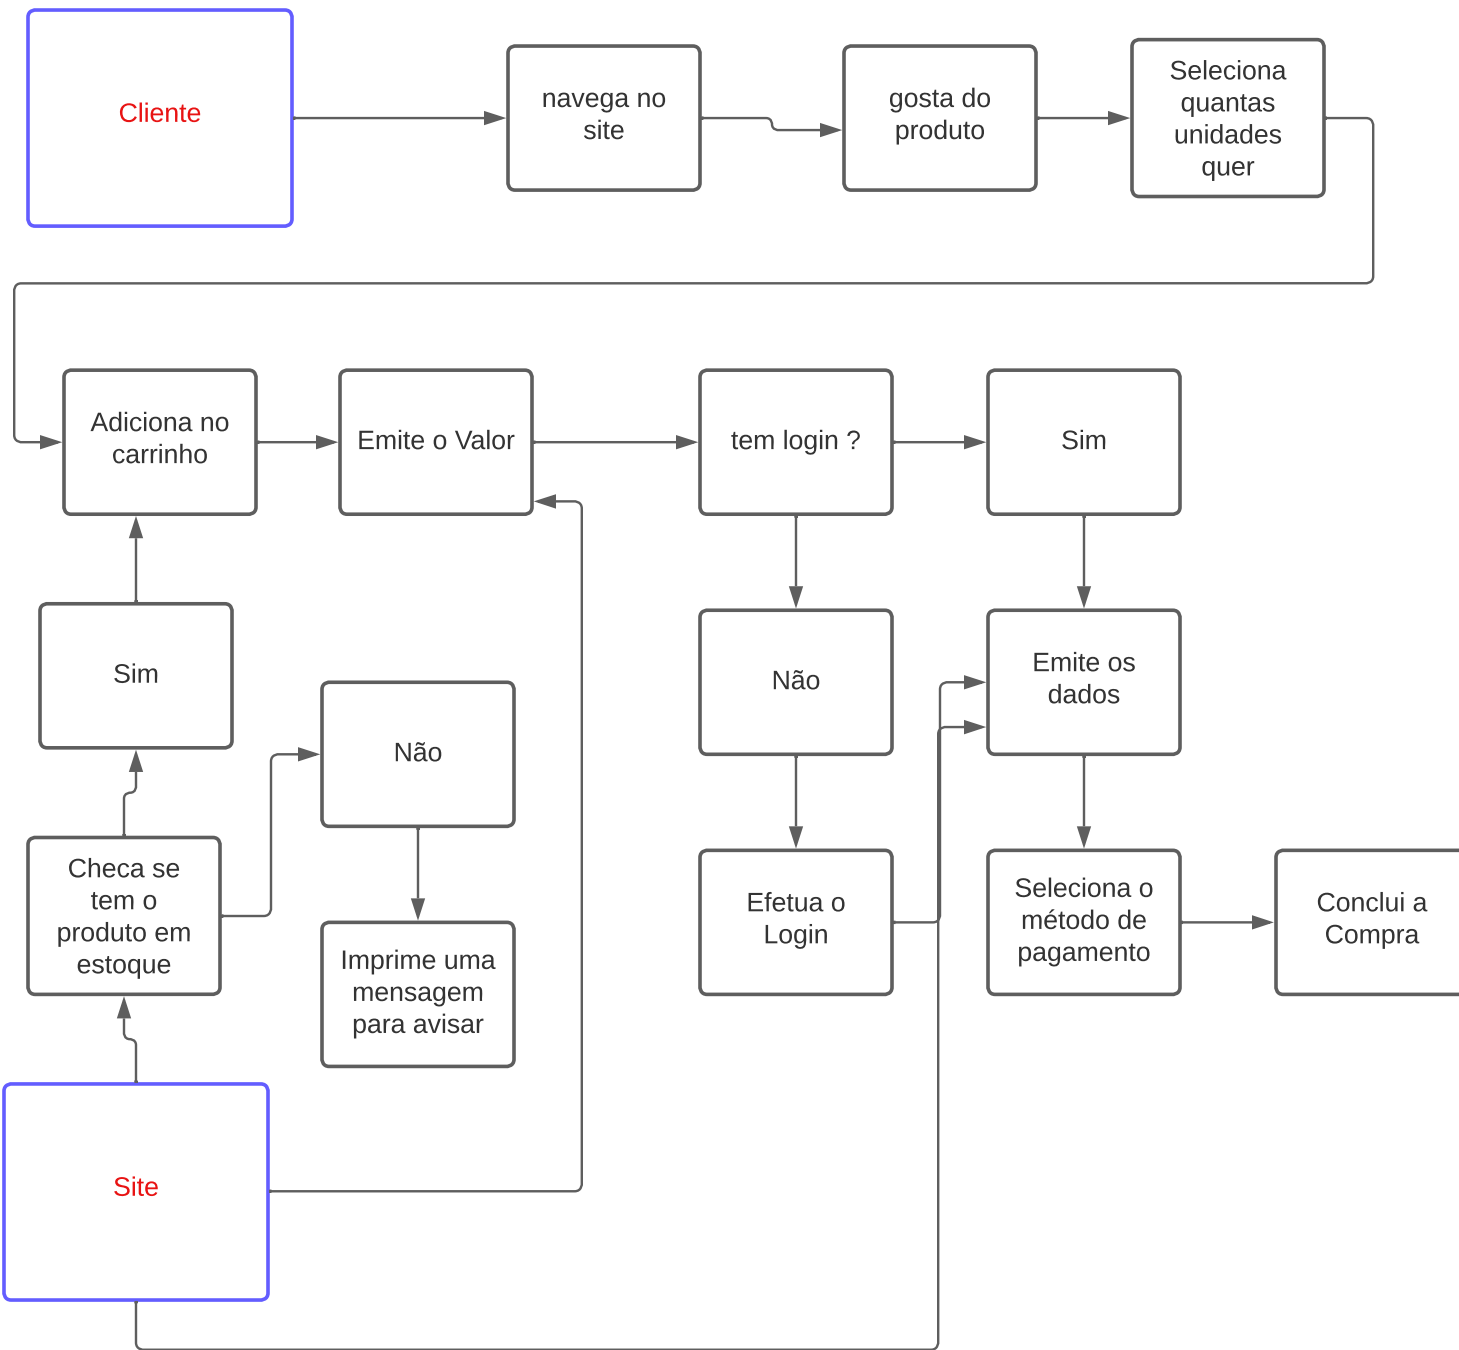 Cliente
navega no
site
gosta do
produto
Seleciona
quantas
unidades
quer
Adiciona no
carrinho
Emite o Valor
tem login ?
Sim
Sim
Não
Não
Emite os
dados
Checa se
tem o
produto em
estoque
Imprime uma
mensagem
para avisar
Efetua o
Login
Seleciona o
método de
pagamento
Conclui a
Compra
Site